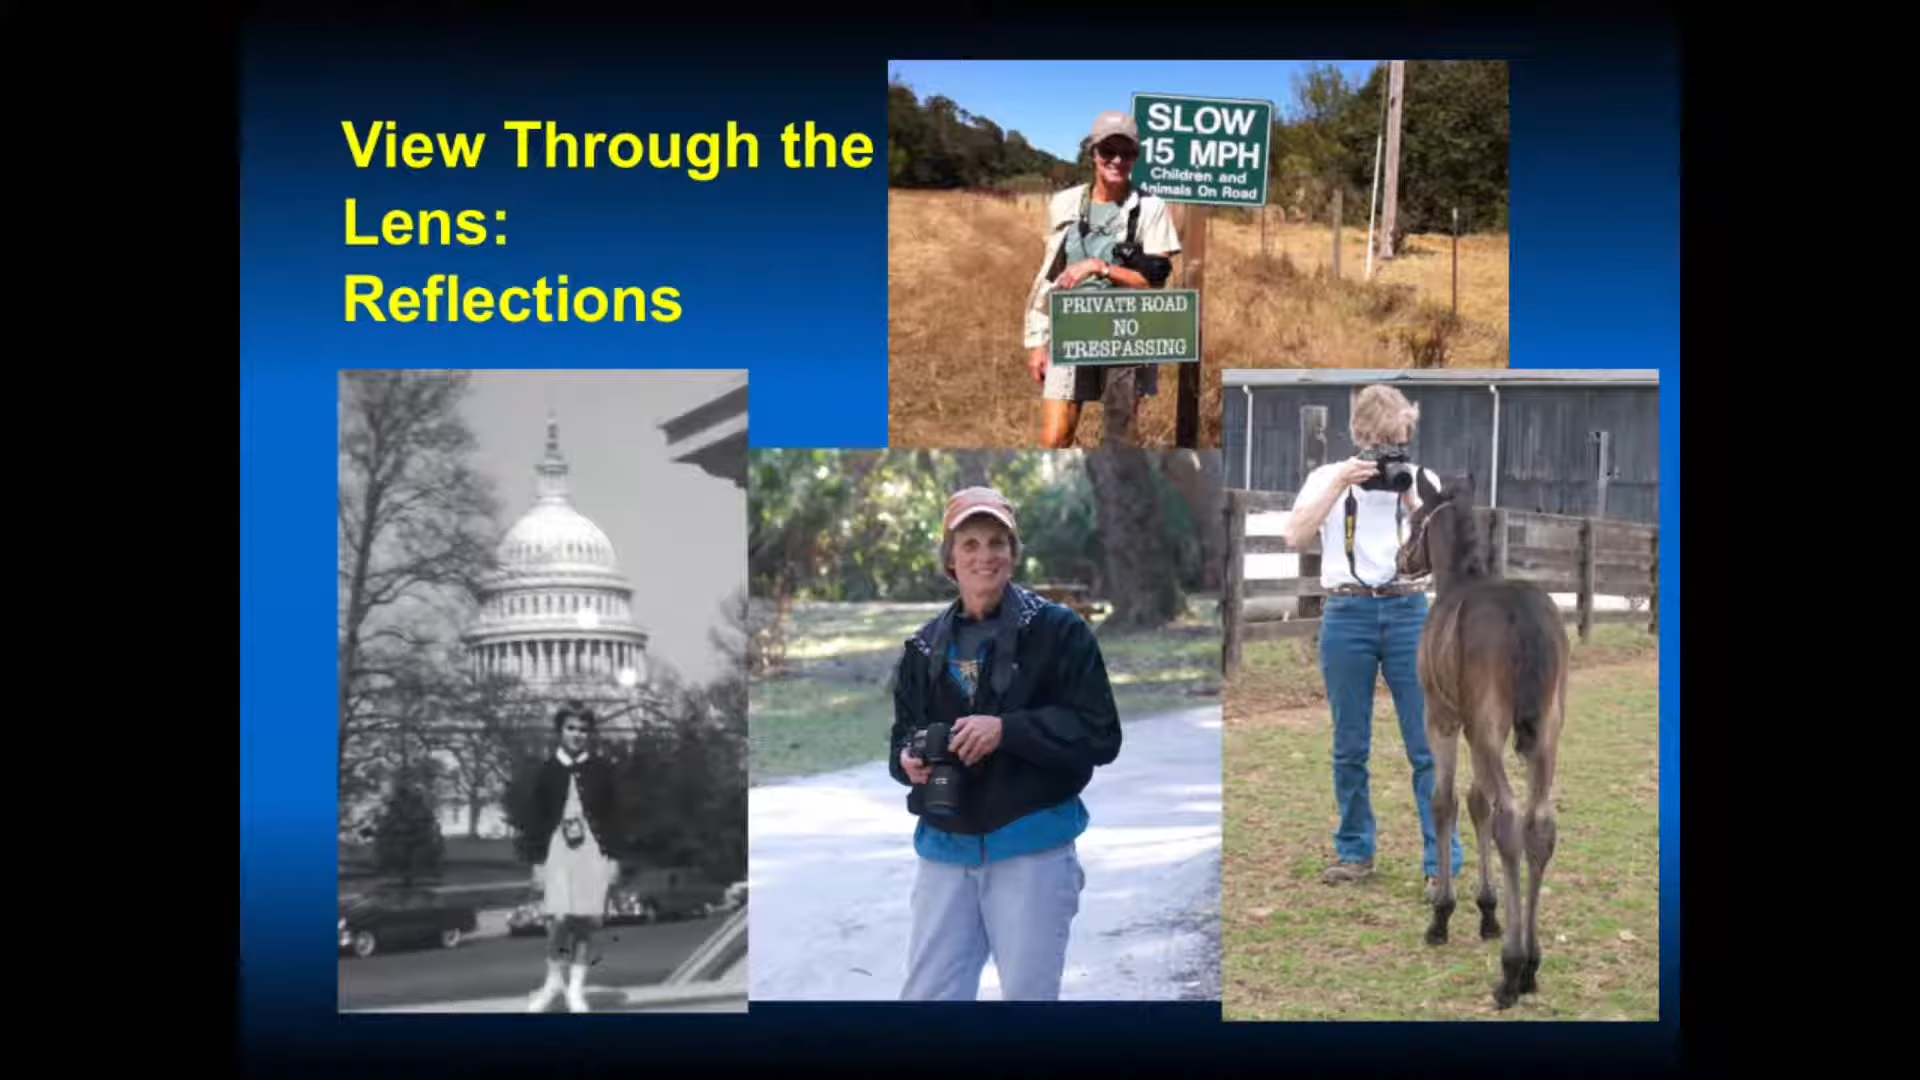 View Through the
Lens:
Reflections
SLOW
15 MPH
Children and
Animals On Road
PRIVATE ROAD
NO
TRESPASSING